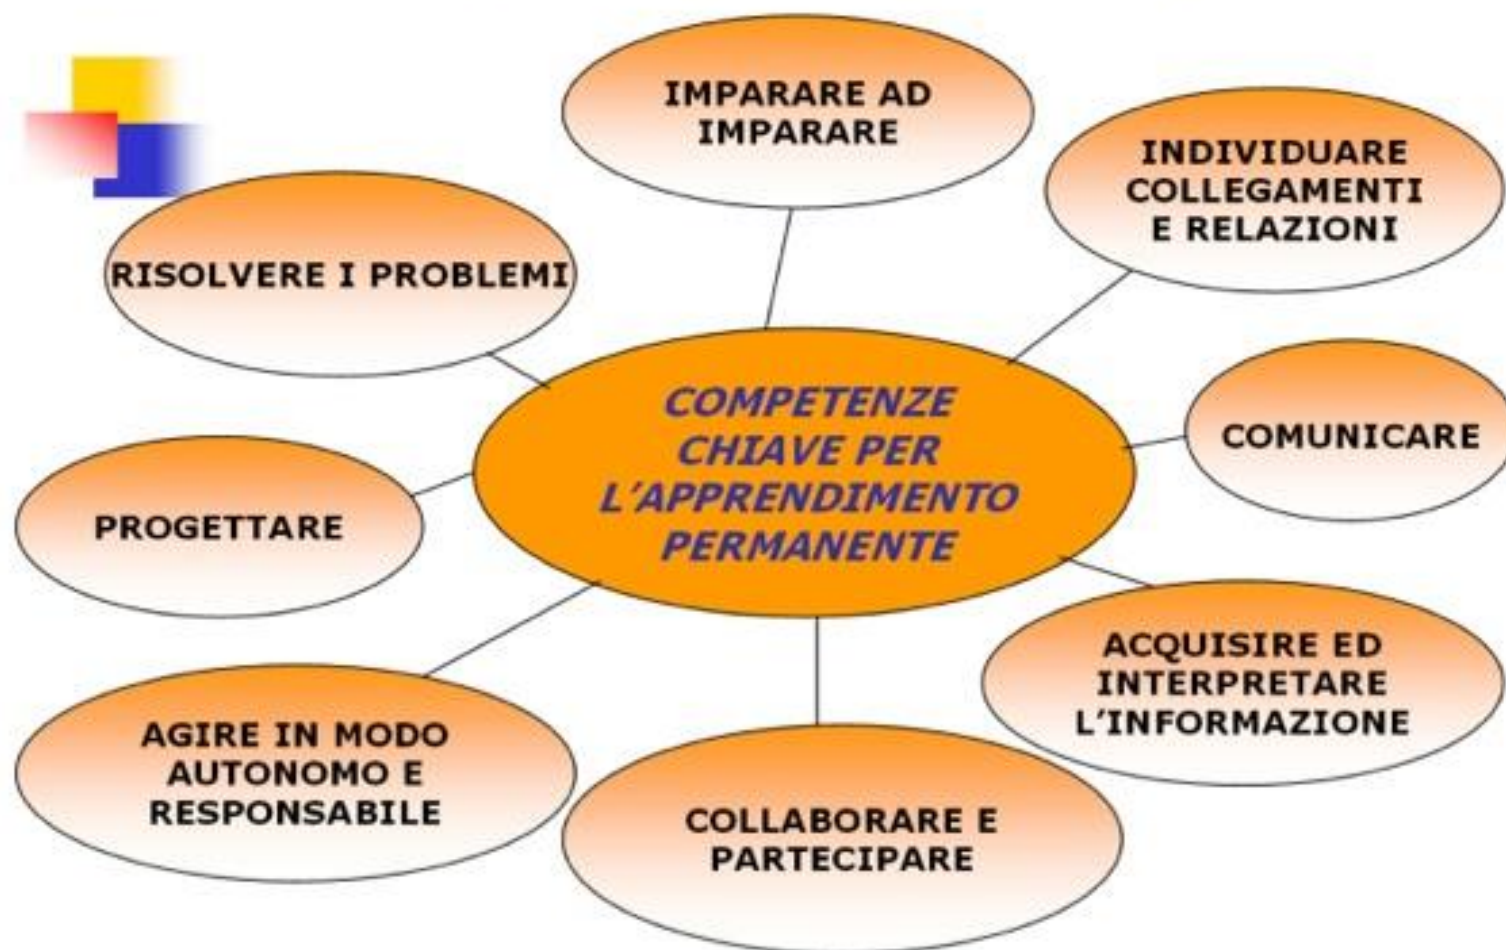 IMPARARE AD
IMPARARE
INDIVIDUARE
COLLEGAMENTI
E RELAZIONI
RISOLVERE I PROBLEMI
COMPETENZE
CHIAVE PER
L'APPRENDIMENTO
PERMANENTE
COMUNICARE
PROGETTARE
ACQUISIRE ED
INTERPRETARE
L'INFORMAZIONE
AGIRE IN MODO
AUTONOMO E
RESPONSABILE
COLLABORARE E
PARTECIPARE